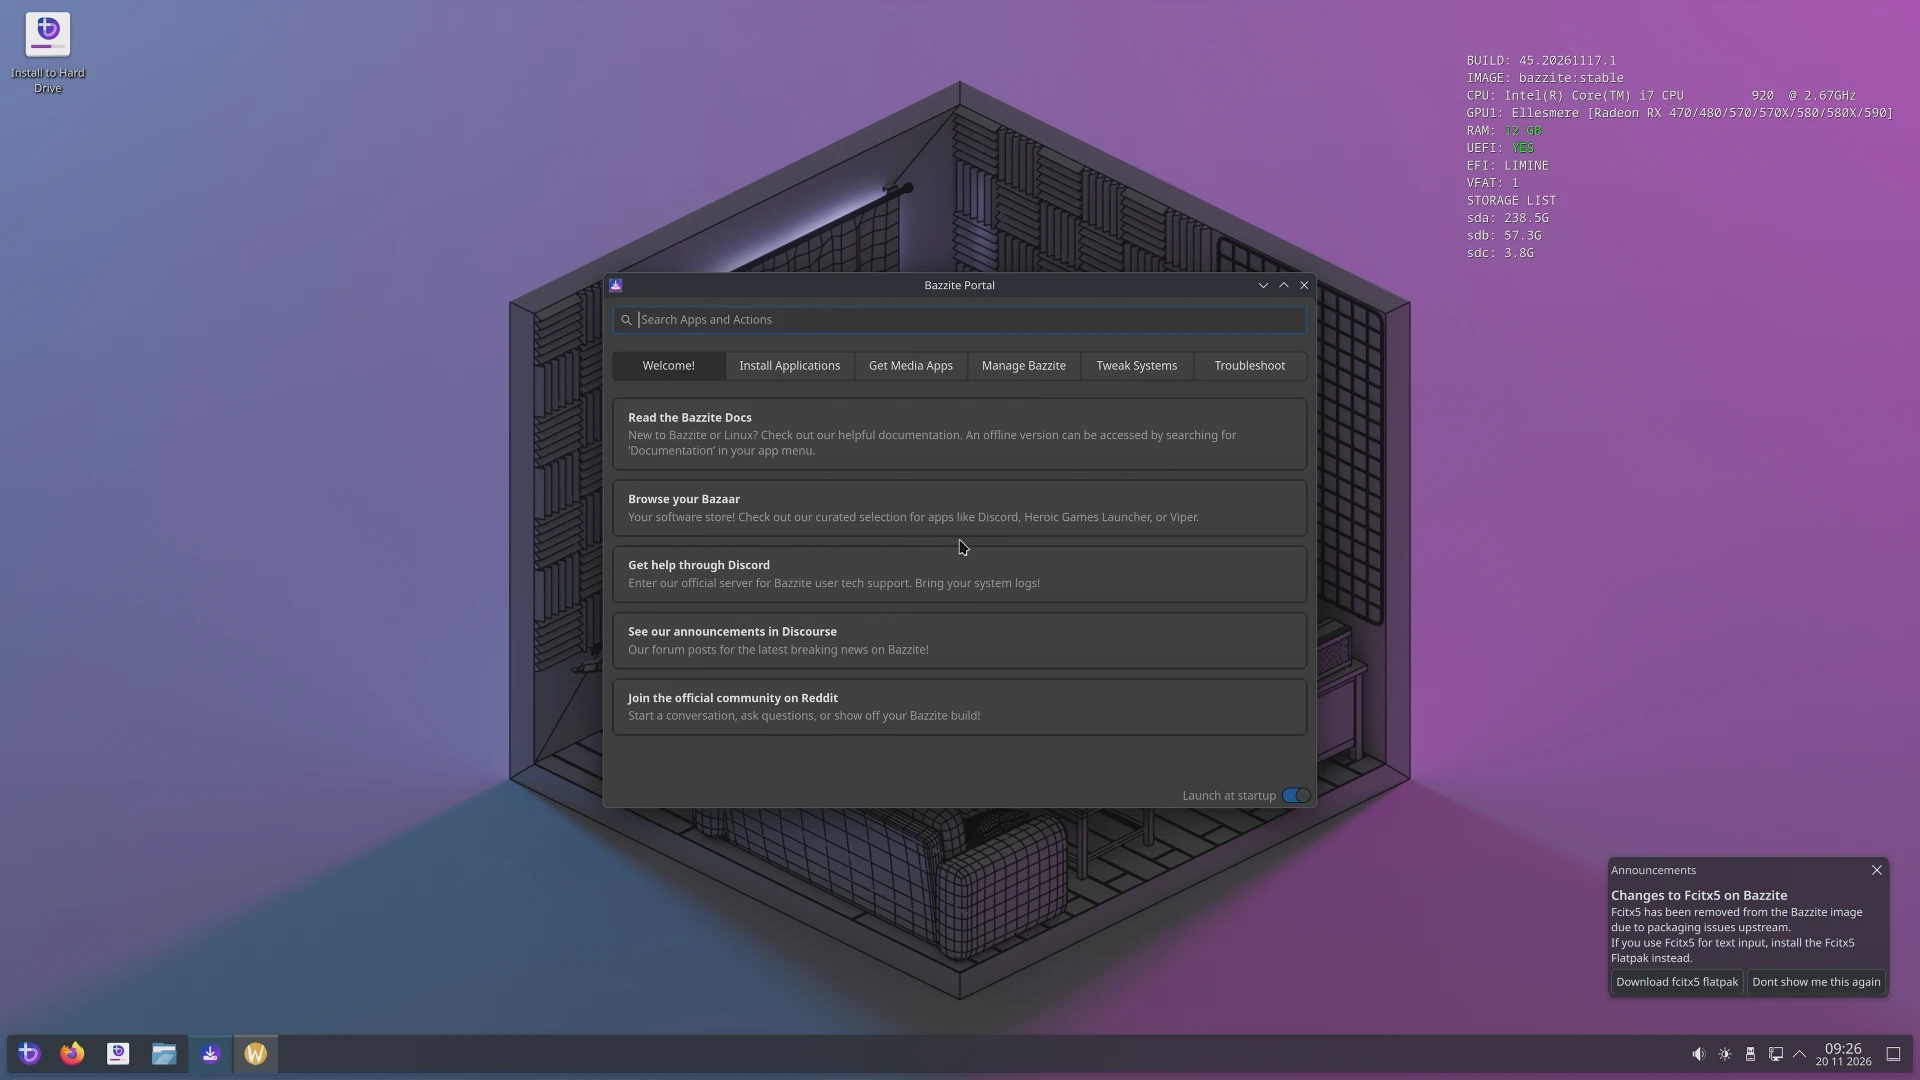 Install to Hard
Drive
BUILD: 45.20261117.1
IMAGE: bazzite:stable
CPU: Intel(R) Core(TM) i7 CPU         920  @ 2.67GHz
GPU1: Ellesmere [Radeon RX 470/480/570/570X/580/580X/590]
RAM: 12 GB
UEFI: YES
EFI: LIMINE
VFAT: 1
STORAGE LIST
sda: 238.5G
sdb: 57.3G
sdc: 3.8G
Bazzite Portal
Search Apps and Actions
Welcome! Install Applications Get Media Apps Manage Bazzite Tweak Systems Troubleshoot
Read the Bazzite Docs
New to Bazzite or Linux? Check out our helpful documentation. An offline version can be accessed by searching for
‘Documentation’ in your app menu.
Browse your Bazaar
Your software store! Check out our curated selection for apps like Discord, Heroic Games Launcher, or Viper.
Get help through Discord
Enter our official server for Bazzite user tech support. Bring your system logs!
See our announcements in Discourse
Our forum posts for the latest breaking news on Bazzite!
Join the official community on Reddit
Start a conversation, ask questions, or show off your Bazzite build!
Launch at startup
Announcements
Changes to Fcitx5 on Bazzite
Fcitx5 has been removed from the Bazzite image
due to packaging issues upstream.
If you use Fcitx5 for text input, install the Fcitx5
Flatpak instead.
Download fcitx5 flatpak Dont show me this again
W
09:26
20 11 2026